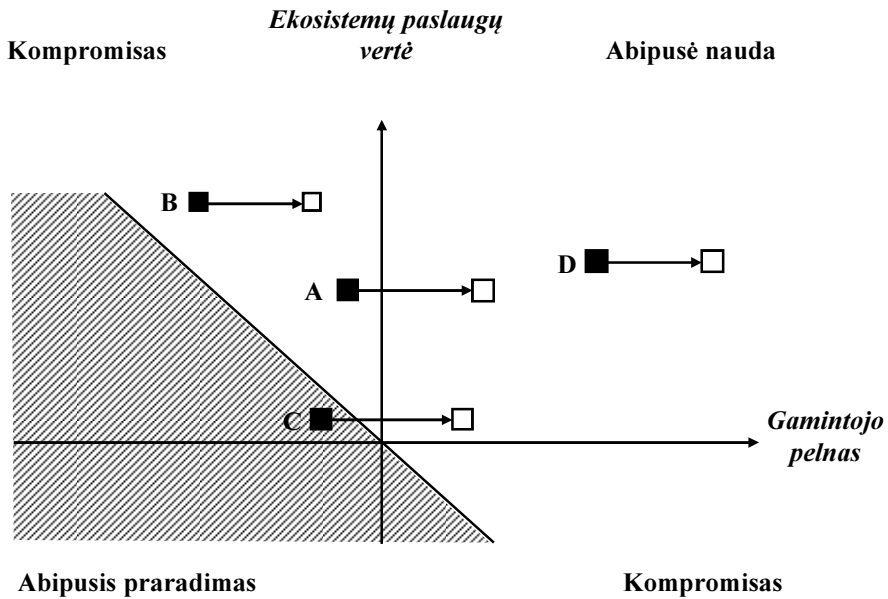 Ekosistemų paslaugų
vertė
Kompromisas
Abipusė nauda
B
D
A
C
Gamintojo
pelnas
Abipusis praradimas
Kompromisas